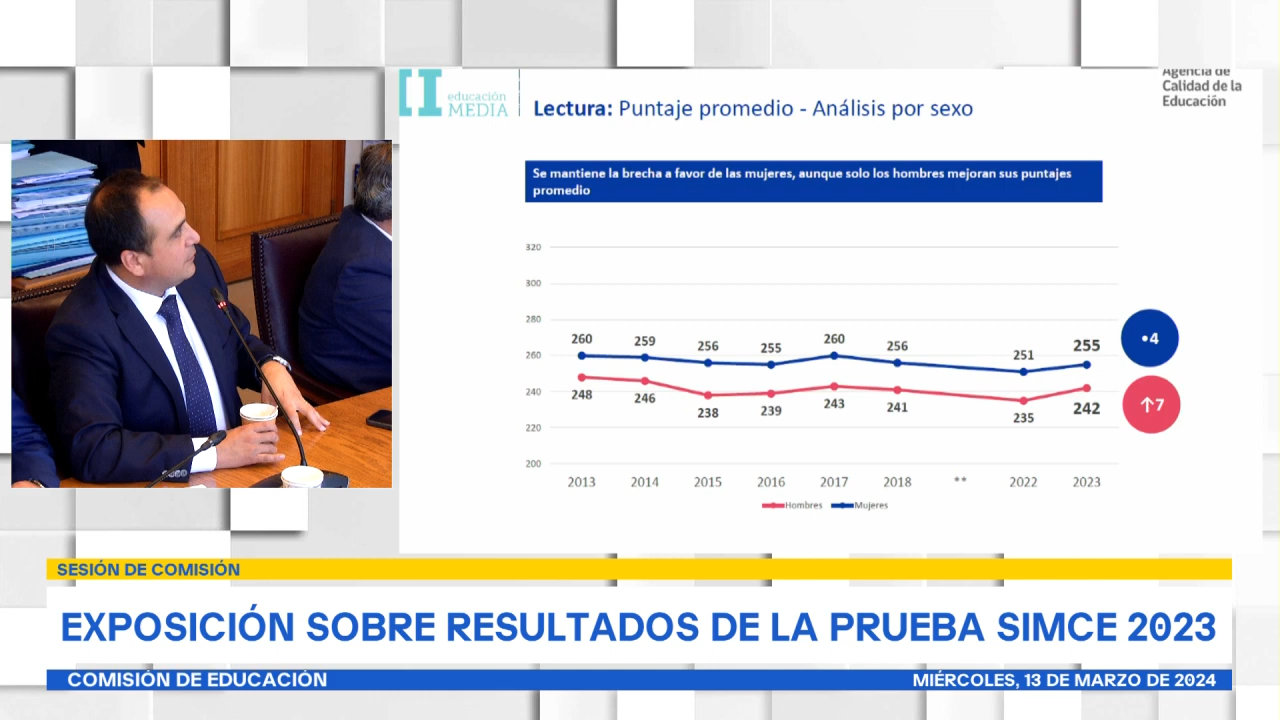 educación
MEDIA
Lectura: Puntaje promedio - Análisis por sexo
Agencia de
Calidad de la
Educación
Se mantiene la brecha a favor de las mujeres, aunque solo los hombres mejoran sus puntajes
promedio
320
300
280
260
240
220
200
260 259 256 255 260 256 251 255
248 246 238 239 243 241 235 242
•4
↑7
2013 2014 2015 2016 2017 2018 ** 2022 2023
Hombres Mujeres
SESIÓN DE COMISIÓN
EXPOSICIÓN SOBRE RESULTADOS DE LA PRUEBA SIMCE 2023
COMISIÓN DE EDUCACIÓN MIÉRCOLES, 13 DE MARZO DE 2024